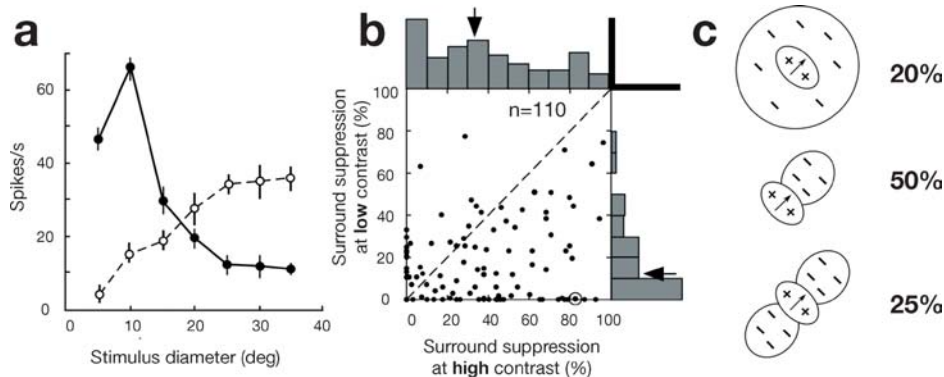 a
60
40
20
0
Spikes/s
0 10 20 30 40
Stimulus diameter (deg)
b
Surround suppression
at low contrast (%)
100
80
60
40
20
0
n=110
0 20 40 60 80 100
Surround suppression
at high contrast (%)
c
20%
50%
25%